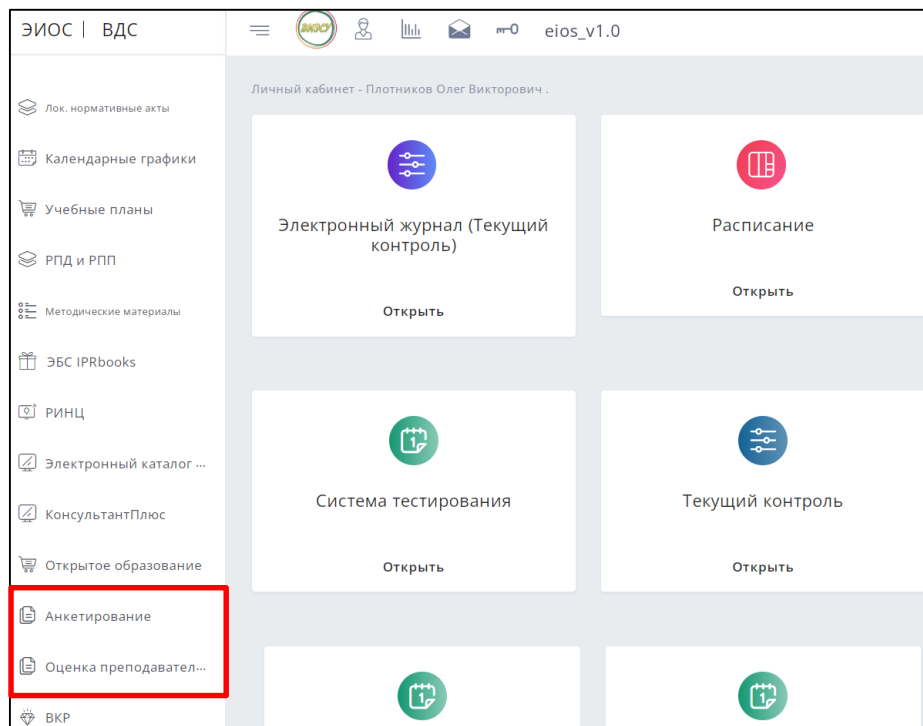 ЭИОС | ВДС
ВИЭСУ
eios_v1.0
Лок. нормативные акты
Календарные графики
Учебные планы
РПД и РПП
Методические материалы
ЭБС IPRbooks
РИНЦ
Электронный каталог ...
КонсультантПлюс
Открытое образование
Анкетирование
Оценка преподавател...
ВКР
Личный кабинет - Плотников Олег Викторович .
Электронный журнал (Текущий
контроль)
Открыть
Расписание
Открыть
Система тестирования
Открыть
Текущий контроль
Открыть